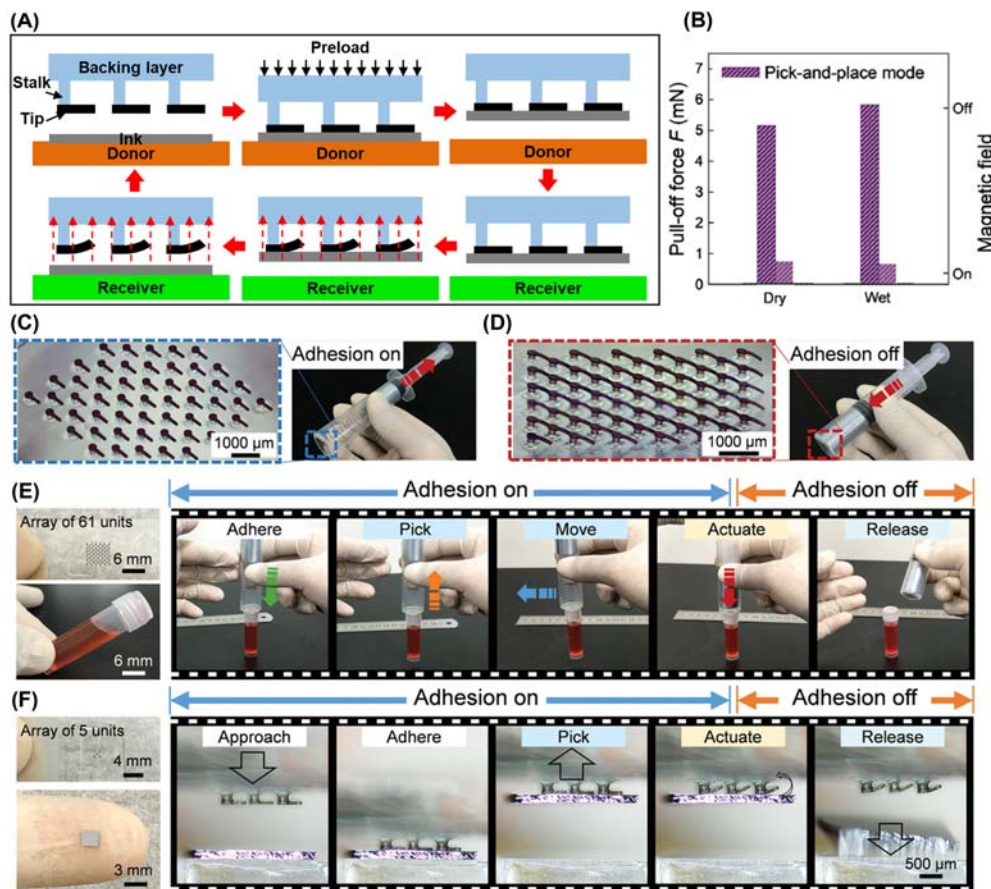 (A)
Backing layer
Stalk
Tip
Ink
Donor
Preload
Donor
Donor
Receiver
Receiver
Receiver
(B)
Pull-off force F (mN)
7
6
5
4
3
2
1
0
Pick-and-place mode
Dry
Wet
Off
On
Magnetic field
(C)
1000 µm
Adhesion on
(D)
1000 µm
Adhesion off
(E)
Adhesion on
Adhesion off
Array of 61 units
6 mm
6 mm
Adhere
Pick
Move
Actuate
Release
(F)
Adhesion on
Adhesion off
Array of 5 units
4 mm
3 mm
Approach
Adhere
Pick
Actuate
Release
500 µm